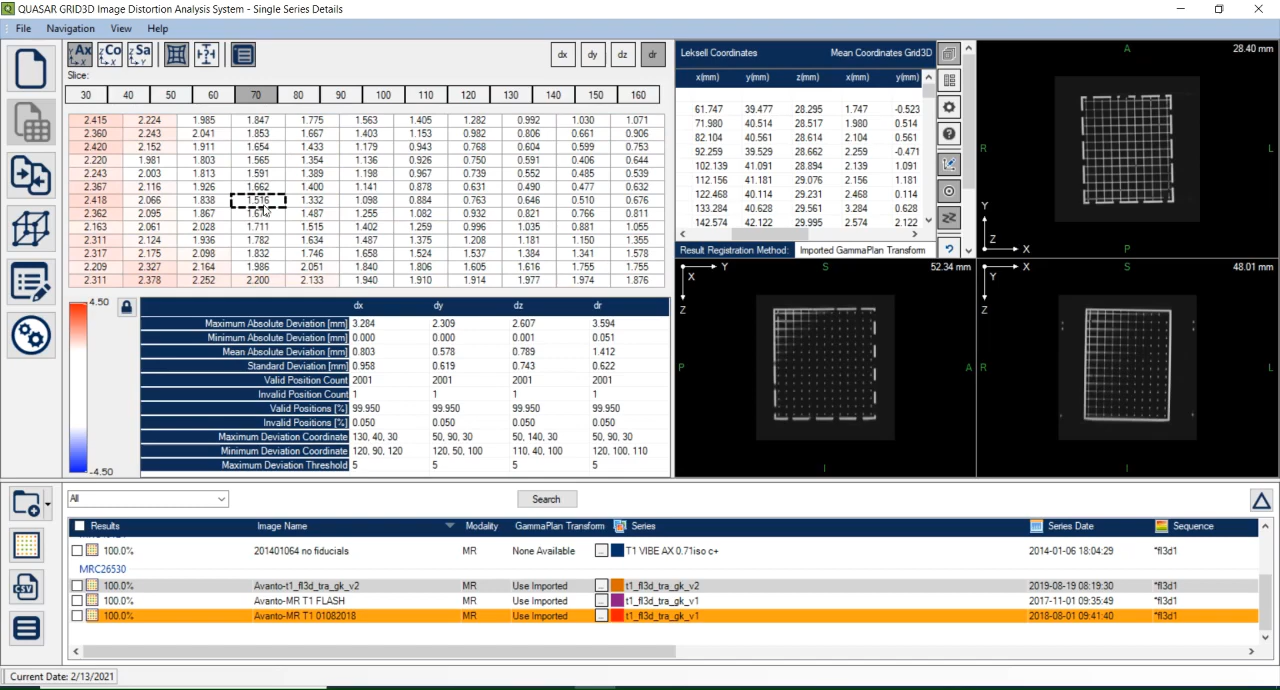 QUASAR GRID3D Image Distortion Analysis System - Single Series Details
File Navigation View Help
Ax Co Sa dx dy dz dr
Slice:
30 40 50 60 70 80 90 100 110 120 130 140 150 160
2.415 2.224 1.985 1.847 1.775 1.563 1.405 1.282 0.992 1.030 1.071
2.360 2.243 2.041 1.853 1.667 1.403 1.153 0.982 0.806 0.661 0.906
2.420 2.152 1.911 1.654 1.433 1.179 0.943 0.768 0.604 0.599 0.753
2.220 1.981 1.803 1.565 1.354 1.136 0.926 0.750 0.591 0.406 0.644
2.243 2.003 1.813 1.591 1.389 1.198 0.967 0.739 0.552 0.485 0.539
2.367 2.116 1.926 1.662 1.400 1.141 0.878 0.631 0.490 0.477 0.632
2.418 2.066 1.838 1.516 1.332 1.098 0.884 0.763 0.646 0.510 0.676
2.362 2.095 1.867 1.487 1.255 1.082 0.932 0.821 0.766 0.811
2.163 2.061 2.028 1.711 1.515 1.402 1.259 0.996 1.035 0.881 1.055
2.311 2.124 1.936 1.782 1.634 1.487 1.375 1.208 1.181 1.150 1.355
2.317 2.175 2.098 1.832 1.746 1.658 1.524 1.537 1.384 1.341 1.578
2.209 2.327 2.164 1.986 2.051 1.840 1.806 1.605 1.616 1.755 1.755
2.311 2.378 2.252 2.200 2.133 1.940 1.910 1.914 1.977 1.974 1.876
4.50
-4.50
dx dy dz dr
Maximum Absolute Deviation [mm] 3.284 2.309 2.607 3.594
Minimum Absolute Deviation [mm] 0.000 0.000 0.001 0.051
Mean Absolute Deviation [mm] 0.803 0.578 0.789 1.412
Standard Deviation [mm] 0.958 0.619 0.743 0.622
Valid Position Count 2001 2001 2001 2001
Invalid Position Count 1 1 1 1
Valid Positions [%] 99.950 99.950 99.950 99.950
Invalid Positions [%] 0.050 0.050 0.050 0.050
Maximum Deviation Coordinate 130, 40, 30 50, 90, 30 50, 140, 30 50, 90, 30
Minimum Deviation Coordinate 120, 90, 120 120, 50, 100 110, 40, 100 120, 100, 110
Maximum Deviation Threshold 5 5 5 5
Leksell Coordinates Mean Coordinates Grid3D
x(mm) y(mm) z(mm) x(mm) y(mm)
61.747 39.477 28.295 1.747 -0.523
71.980 40.514 28.517 1.980 0.514
82.104 40.561 28.614 2.104 0.561
92.259 39.529 28.662 2.259 -0.471
102.139 41.091 28.894 2.139 1.091
112.156 41.181 29.076 2.156 1.181
122.468 40.114 29.231 2.468 0.114
133.284 40.628 29.561 3.284 0.628
142.574 42.122 29.995 2.574 2.122
Result Registration Method: Imported GammaPlan Transform
28.40 mm
A
R L
Y
Z X P
Y S 52.34 mm
X
Z
P A
I
X S 48.01 mm
Y
Z
R L
I
All Search
Results Image Name Modality GammaPlan Transform Series Series Date Sequence
100.0% 201401064 no fiducials MR None Available ... T1 VIBE AX 0.71iso c+ 2014-01-06 18:04:29 *fl3d1
MRC26530
100.0% Avanto-t1_fl3d_tra_gk_v2 MR Use Imported ... t1_fl3d_tra_gk_v2 2019-08-19 08:19:30 *fl3d1
100.0% Avanto-MR T1 FLASH MR Use Imported ... t1_fl3d_tra_gk_v1 2017-11-01 09:35:49 *fl3d1
100.0% Avanto-MR T1 01082018 MR Use Imported ... t1_fl3d_tra_gk_v1 2018-08-01 09:41:40 *fl3d1
CSV
Current Date: 2/13/2021